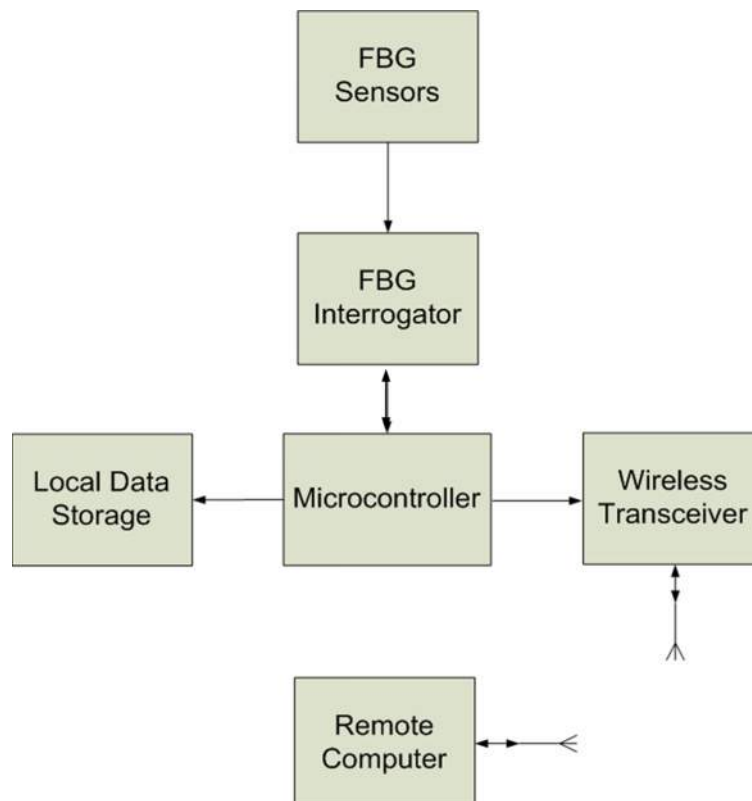 FBG
Sensors
FBG
Interrogator
Local Data
Storage
Microcontroller
Wireless
Transceiver
Remote
Computer